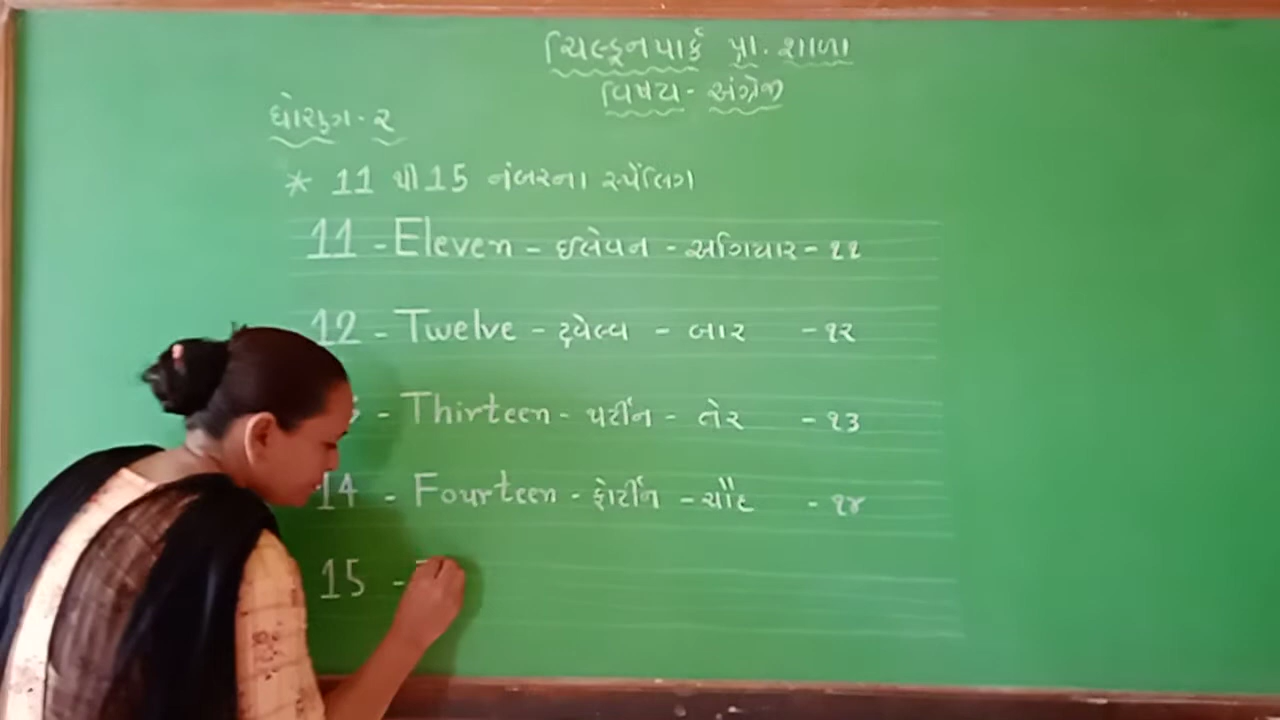 ચિલ્ડ્રનપાર્ક પ્રા. શાળા
વિષય - અંગ્રેજી
ધોરણ - ૨
* 11 થી 15 નંબરના સ્પેલિંગ
11 - Eleven - ઈલેવન - અગિયાર - ૧૧
12 - Twelve - ટ્વેલ્વ - બાર - ૧૨
- Thirteen - થર્ટીન - તેર - ૧૩
14 - Fourteen - ફોર્ટીન - ચૌદ - ૧૪
15 -